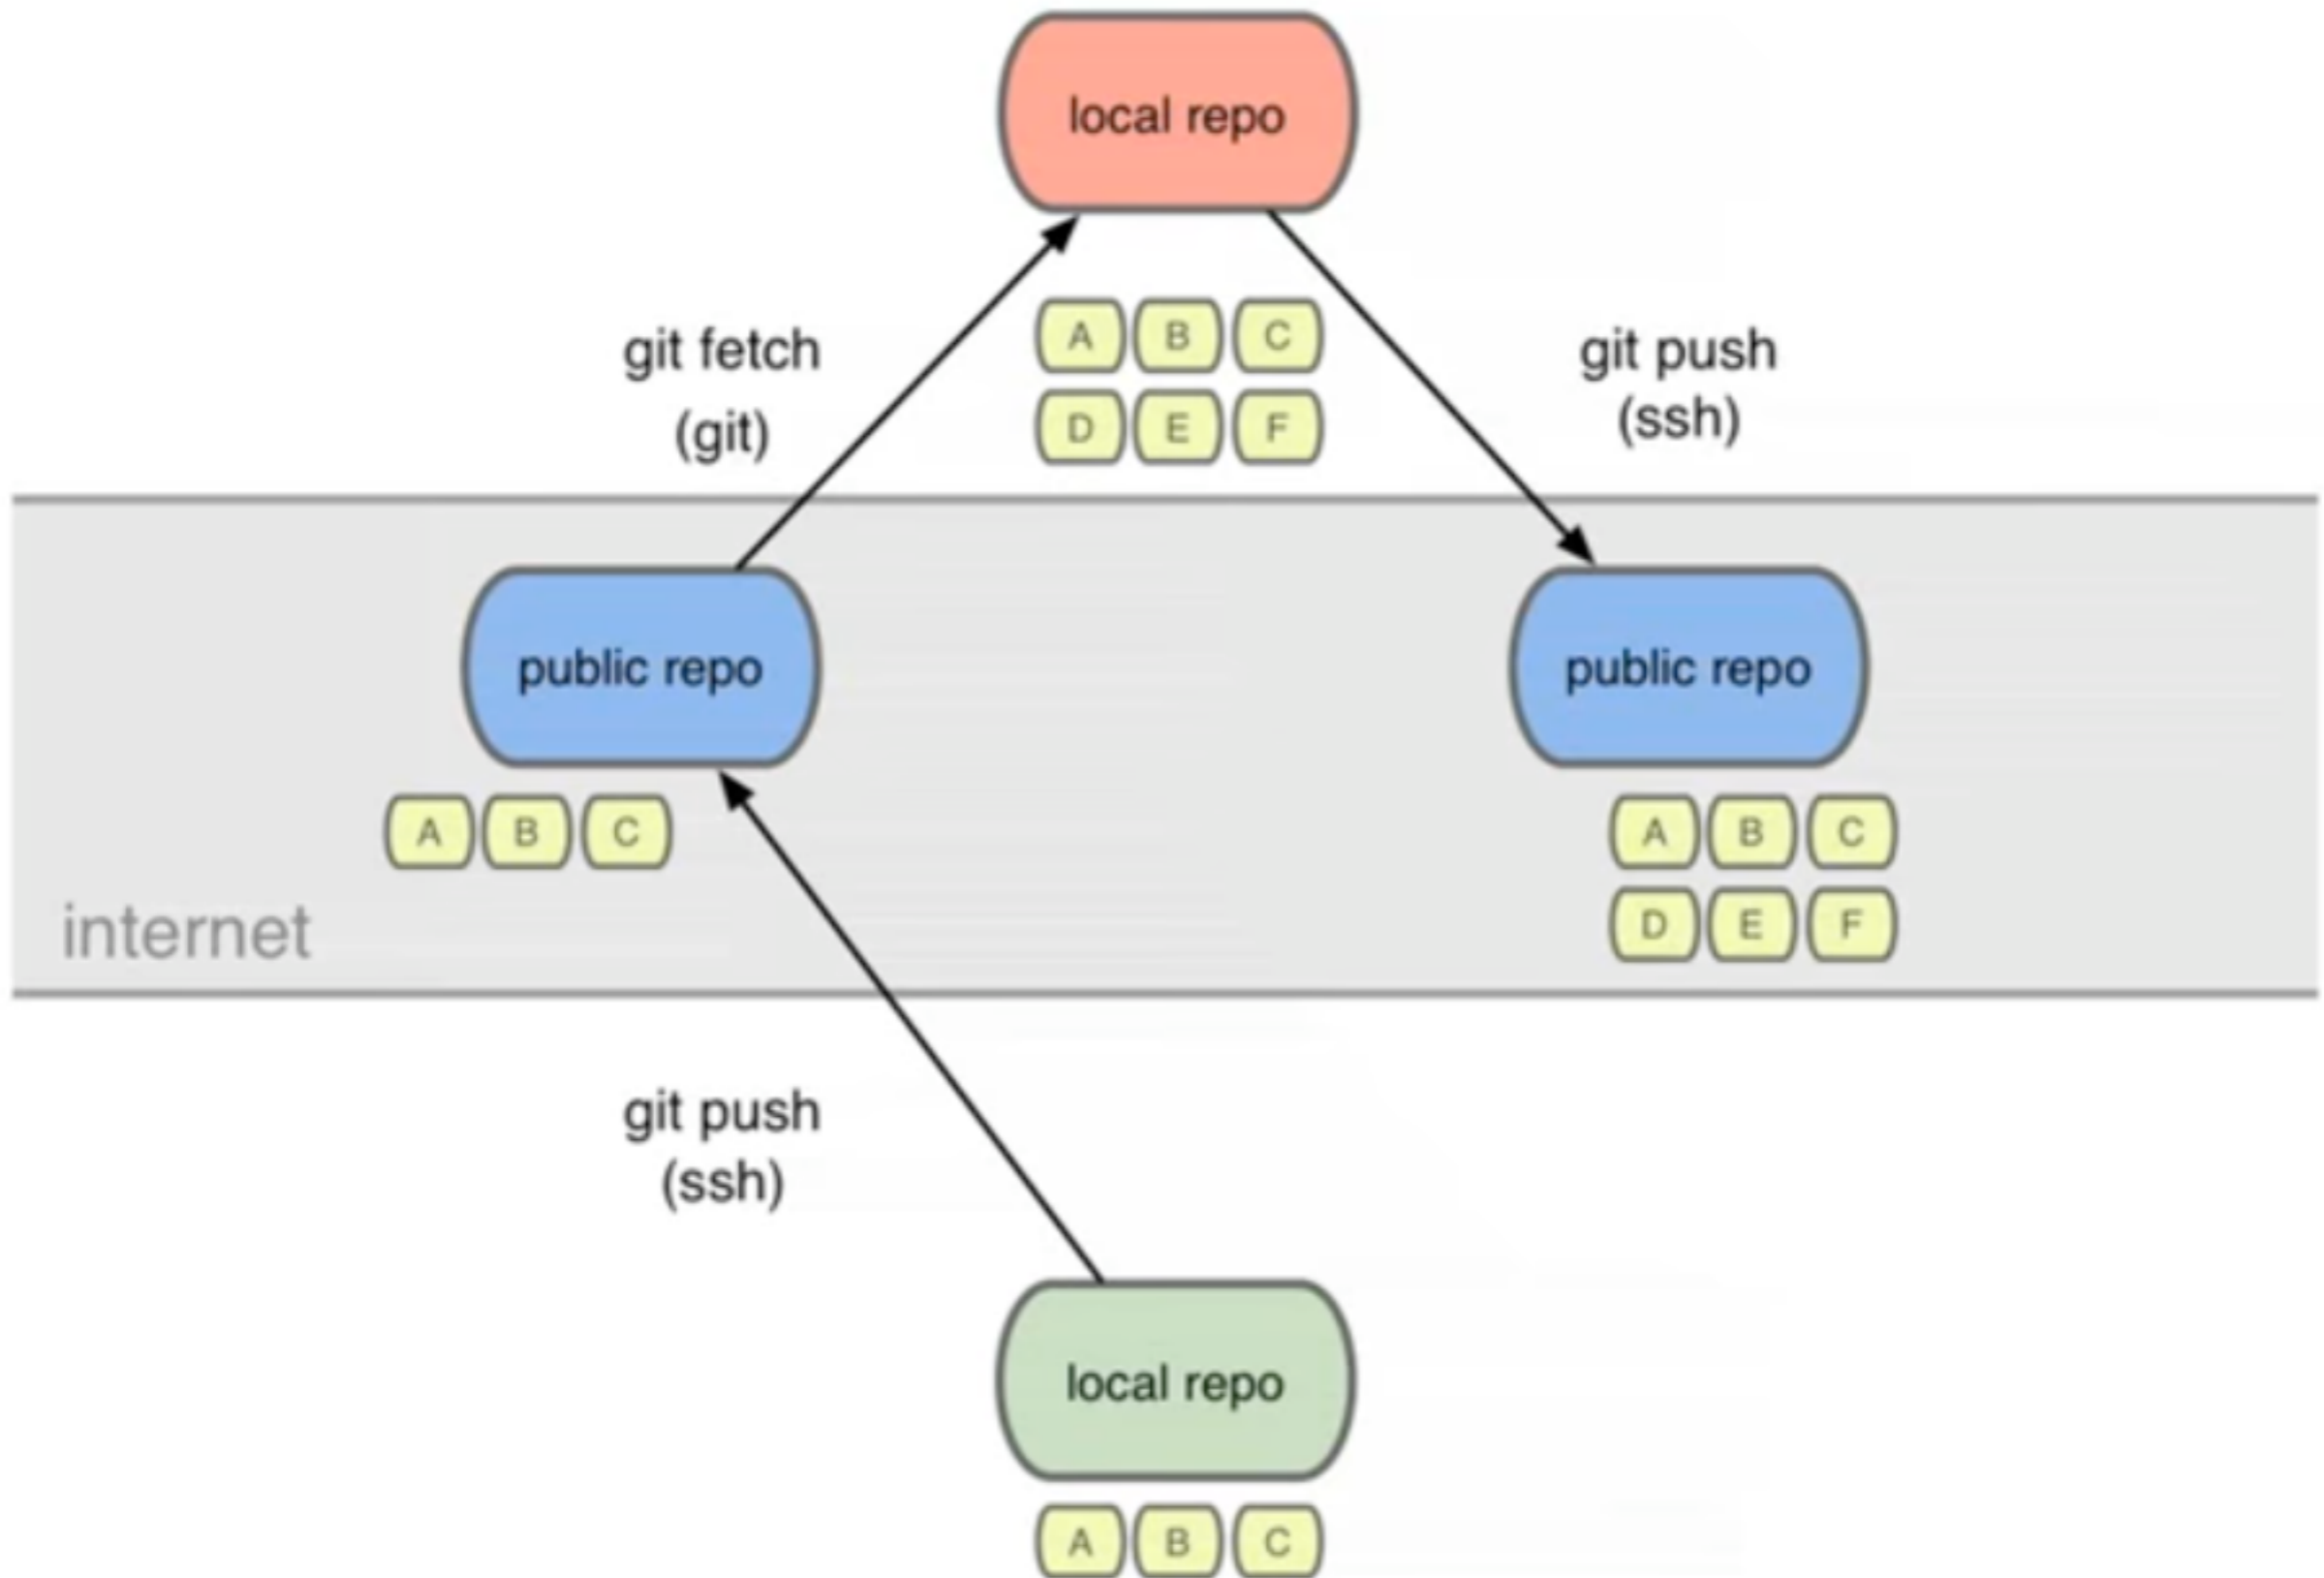 local repo
git fetch
(git)
A B C
D E F
git push
(ssh)
public repo
public repo
A B C
A B C
D E F
internet
git push
(ssh)
local repo
A B C